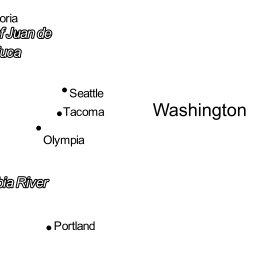 oria
f Juan de
uca
Seattle
Tacoma
Washington
Olympia
bia River
Portland